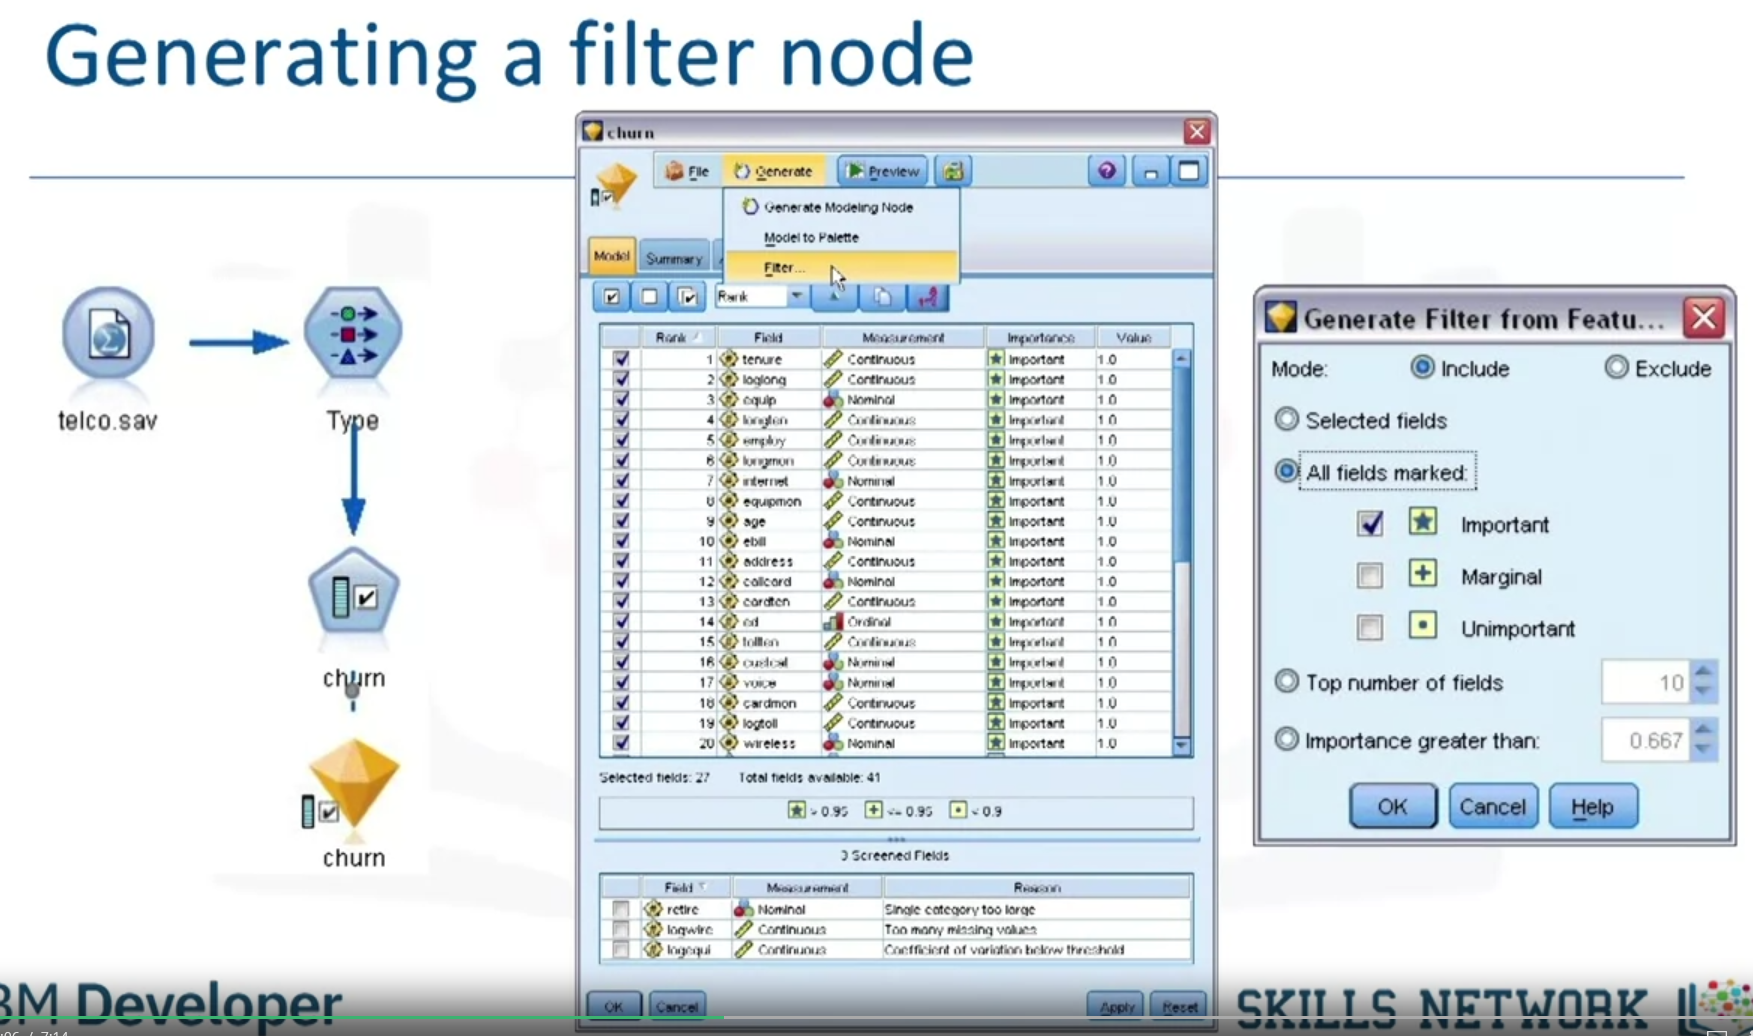 Generating a filter node
churn
File Generate Preview
Generate Modeling Node
Model to Palette
Filter...
Model Summary
Rank
Rank Field Measurement Importance Value
1 tenure Continuous Important 1.0
2 loglong Continuous Important 1.0
3 equip Nominal Important 1.0
4 longten Continuous Important 1.0
5 employ Continuous Important 1.0
6 longmon Continuous Important 1.0
7 internet Nominal Important 1.0
8 equipmon Continuous Important 1.0
9 age Continuous Important 1.0
10 ebill Nominal Important 1.0
11 address Continuous Important 1.0
12 callcard Nominal Important 1.0
13 cardten Continuous Important 1.0
14 ed Ordinal Important 1.0
15 tollten Continuous Important 1.0
16 custcat Nominal Important 1.0
17 voice Nominal Important 1.0
18 cardmon Continuous Important 1.0
19 logtoll Continuous Important 1.0
20 wireless Nominal Important 1.0
Selected fields: 27 Total fields available: 41
> 0.95 <= 0.95 < 0.9
3 Screened Fields
Field Measurement Reason
retire Nominal Single category too large
logwire Continuous Too many missing values
logequi Continuous Coefficient of variation below threshold
OK Cancel Apply Reset
telco.sav
Type
churn
churn
Generate Filter from Featu...
Mode: Include Exclude
Selected fields
All fields marked:
Important
Marginal
Unimportant
Top number of fields 10
Importance greater than: 0.667
OK Cancel Help
BM Developer
SKILLS NETWORK